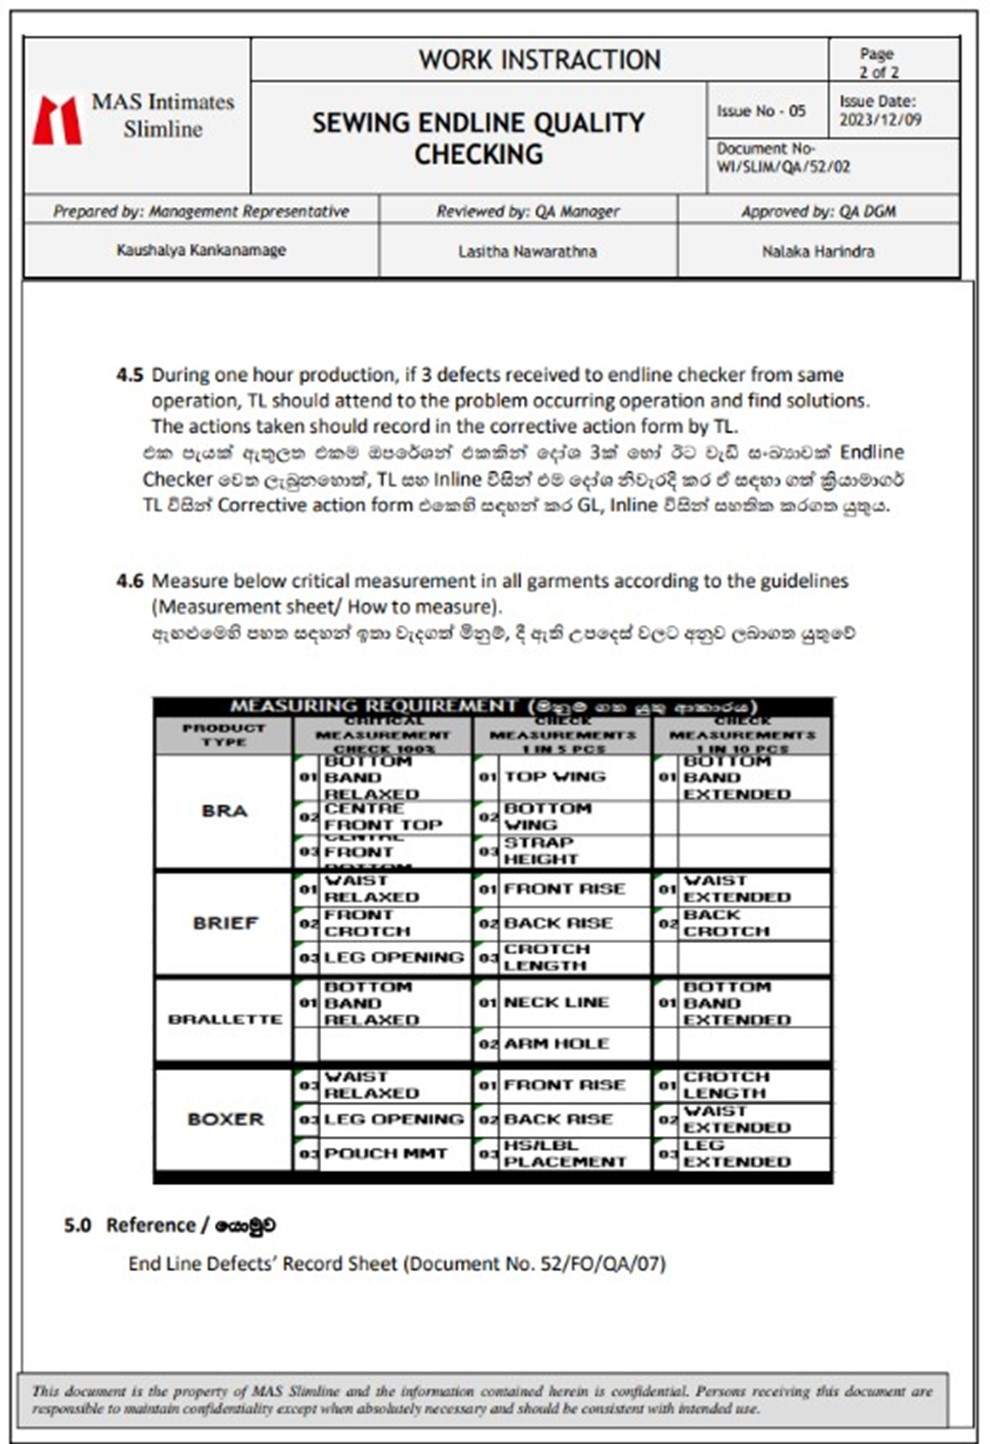 MAS Intimates
Slimline
WORK INSTRACTION
Page
2 of 2
SEWING ENDLINE QUALITY
CHECKING
Issue No - 05
Issue Date:
2023/12/09
Document No-
WI/SLIM/QA/52/02
Prepared by: Management Representative
Reviewed by: QA Manager
Approved by: QA DGM
Kaushalya Kankanamage
Lasitha Nawarathna
Nalaka Harindra
4.5 During one hour production, if 3 defects received to endline checker from same
operation, TL should attend to the problem occurring operation and find solutions.
The actions taken should record in the corrective action form by TL.
එක පැයක් ඇතුලත එකම ඔපරේශන් එකකින් දෝශ 3ක් හෝ ඊට වැඩි සංඛ්‍යාවක් Endline
Checker වෙත ලැබුනහොත්, TL සහ Inline විසින් එම දෝශ නිවැරදි කර ඒ සඳහා ගත් ක්‍රියාමාර්ග
TL විසින් Corrective action form එකෙහි සඳහන් කර GL, Inline විසින් සහතික කරගත යුතුය.
4.6 Measure below critical measurement in all garments according to the guidelines
(Measurement sheet/ How to measure).
ඇඟළුමෙහි පහත සඳහන් ඉතා වැදගත් මිනුම්, දී ඇති උපදෙස් වලට අනුව ලබාගත යුතුවේ
MEASURING REQUIREMENT (මිනුම් ගත යුතු ආකාරය)
PRODUCT
TYPE
CRITICAL
MEASUREMENT
CHECK 100%
CHECK
MEASUREMENTS
1 IN 5 PCS
CHECK
MEASUREMENTS
1 IN 10 PCS
BRA
01 BOTTOM
BAND
RELAXED
01 TOP WING
01 BOTTOM
BAND
EXTENDED
02 CENTRE
FRONT TOP
02 BOTTOM
WING
03 CENTRE
FRONT
BOTTOM
03 STRAP
HEIGHT
BRIEF
01 WAIST
RELAXED
01 FRONT RISE
01 WAIST
EXTENDED
02 FRONT
CROTCH
02 BACK RISE
02 BACK
CROTCH
03 LEG OPENING
03 CROTCH
LENGTH
BRALLETTE
01 BOTTOM
BAND
RELAXED
01 NECK LINE
01 BOTTOM
BAND
EXTENDED
02 ARM HOLE
BOXER
03 WAIST
RELAXED
01 FRONT RISE
01 CROTCH
LENGTH
03 LEG OPENING
02 BACK RISE
02 WAIST
EXTENDED
03 POUCH MMT
03 HS/LBL
PLACEMENT
03 LEG
EXTENDED
5.0 Reference / යොමුව
End Line Defects' Record Sheet (Document No. 52/FO/QA/07)
This document is the property of MAS Slimline and the information contained herein is confidential. Persons receiving this document are
responsible to maintain confidentiality except when absolutely necessary and should be consistent with intended use.